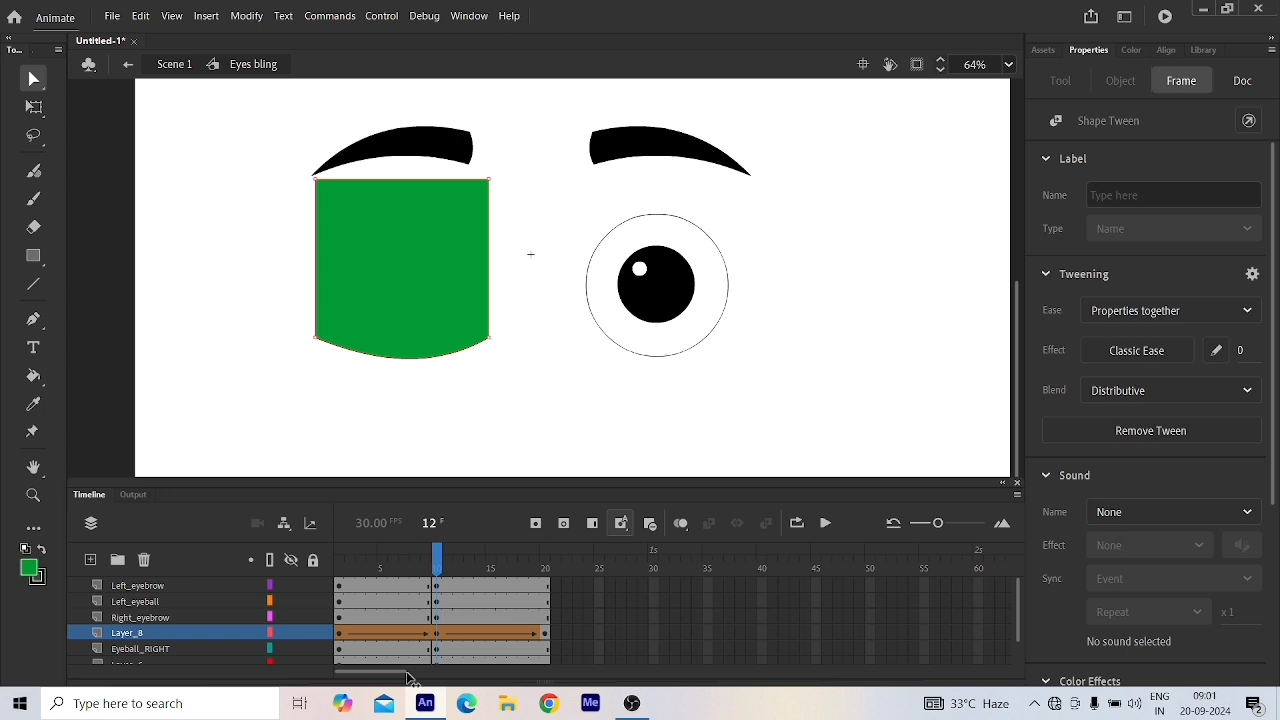 Animate
File Edit View Insert Modify Text Commands Control Debug Window Help
To...
Untitled-1* ×
Assets Properties Color Align Library
Scene 1 Eyes bling
64%
Tool Object Frame Doc
Shape Tween
Label
Name Type here
Type Name
Tweening
Ease Properties together
Effect Classic Ease 0
Blend Distributive
Remove Tween
Sound
Name None
Effect None
Sync Event
Repeat x 1
No sound selected
Color Effects
Timeline Output
30.00 FPS 12 F
1s 2s
5 10 15 20 25 30 35 40 45 50 55 60
Left_eyebrow
Left_eyeball
Right_eyebrow
Layer_8
Eeball_RIGHT
Type here to search
An
Me
33°C Haze
ENG
IN
09:01
20-09-2024
2